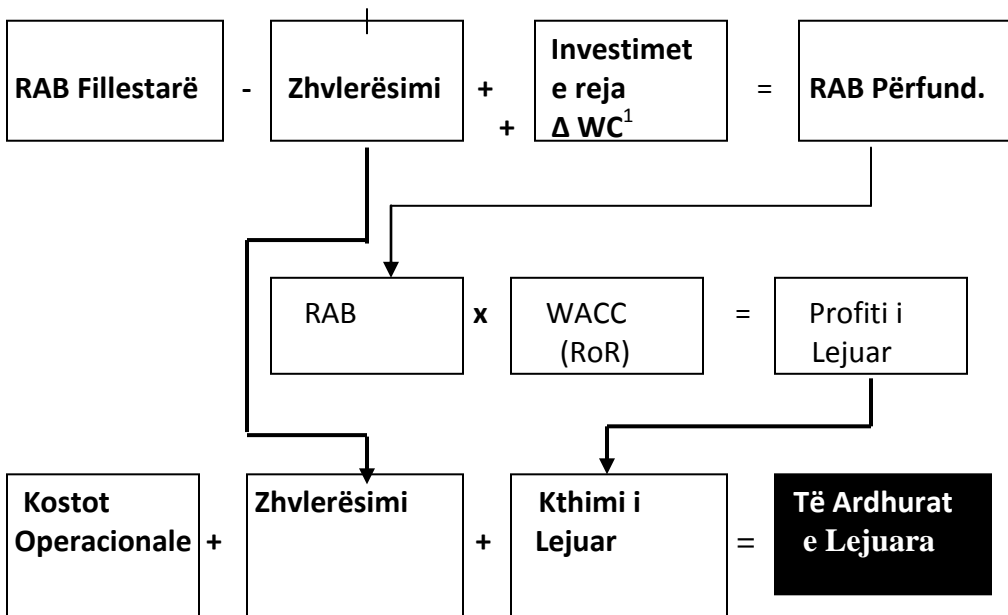 RAB Fillestarë - Zhvlerësimi + Investimet e reja + Δ WC¹ = RAB Përfund.
RAB x WACC (RoR) = Profiti i Lejuar
Kostot Operacionale + Zhvlerësimi + Kthimi i Lejuar = Të Ardhurat e Lejuara